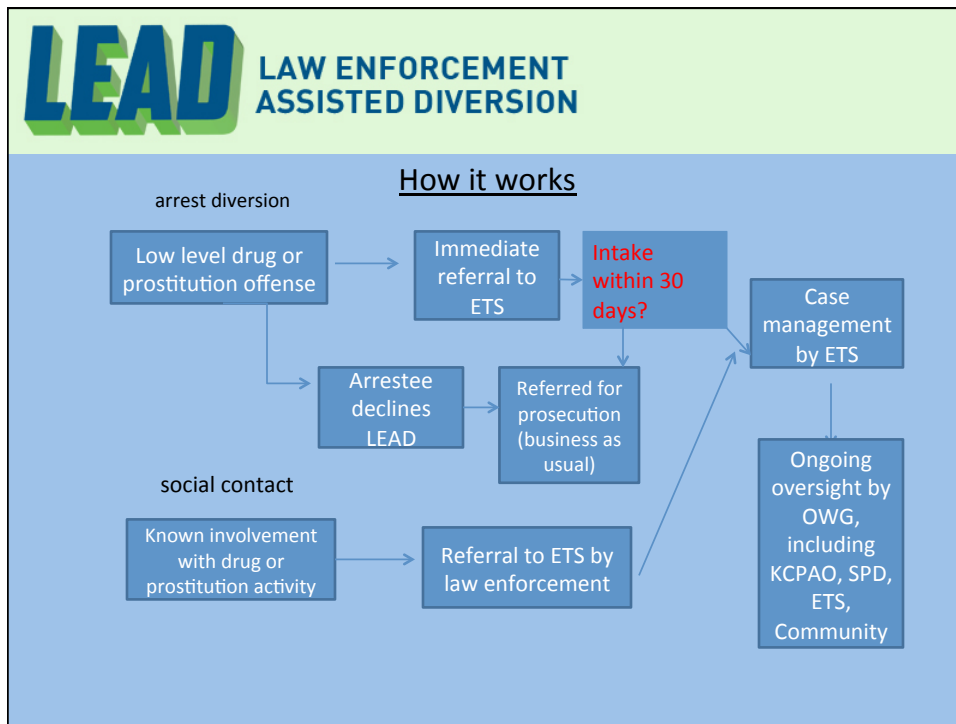 LEAD
LAW ENFORCEMENT
ASSISTED DIVERSION
How it works
arrest diversion
Low level drug or
prostitution offense
Immediate
referral to
ETS
Intake
within 30
days?
Case
management
by ETS
Arrestee
declines
LEAD
Referred for
prosecution
(business as
usual)
Ongoing
oversight by
OWG,
including
KCPAO, SPD,
ETS,
Community
social contact
Known involvement
with drug or
prostitution activity
Referral to ETS by
law enforcement